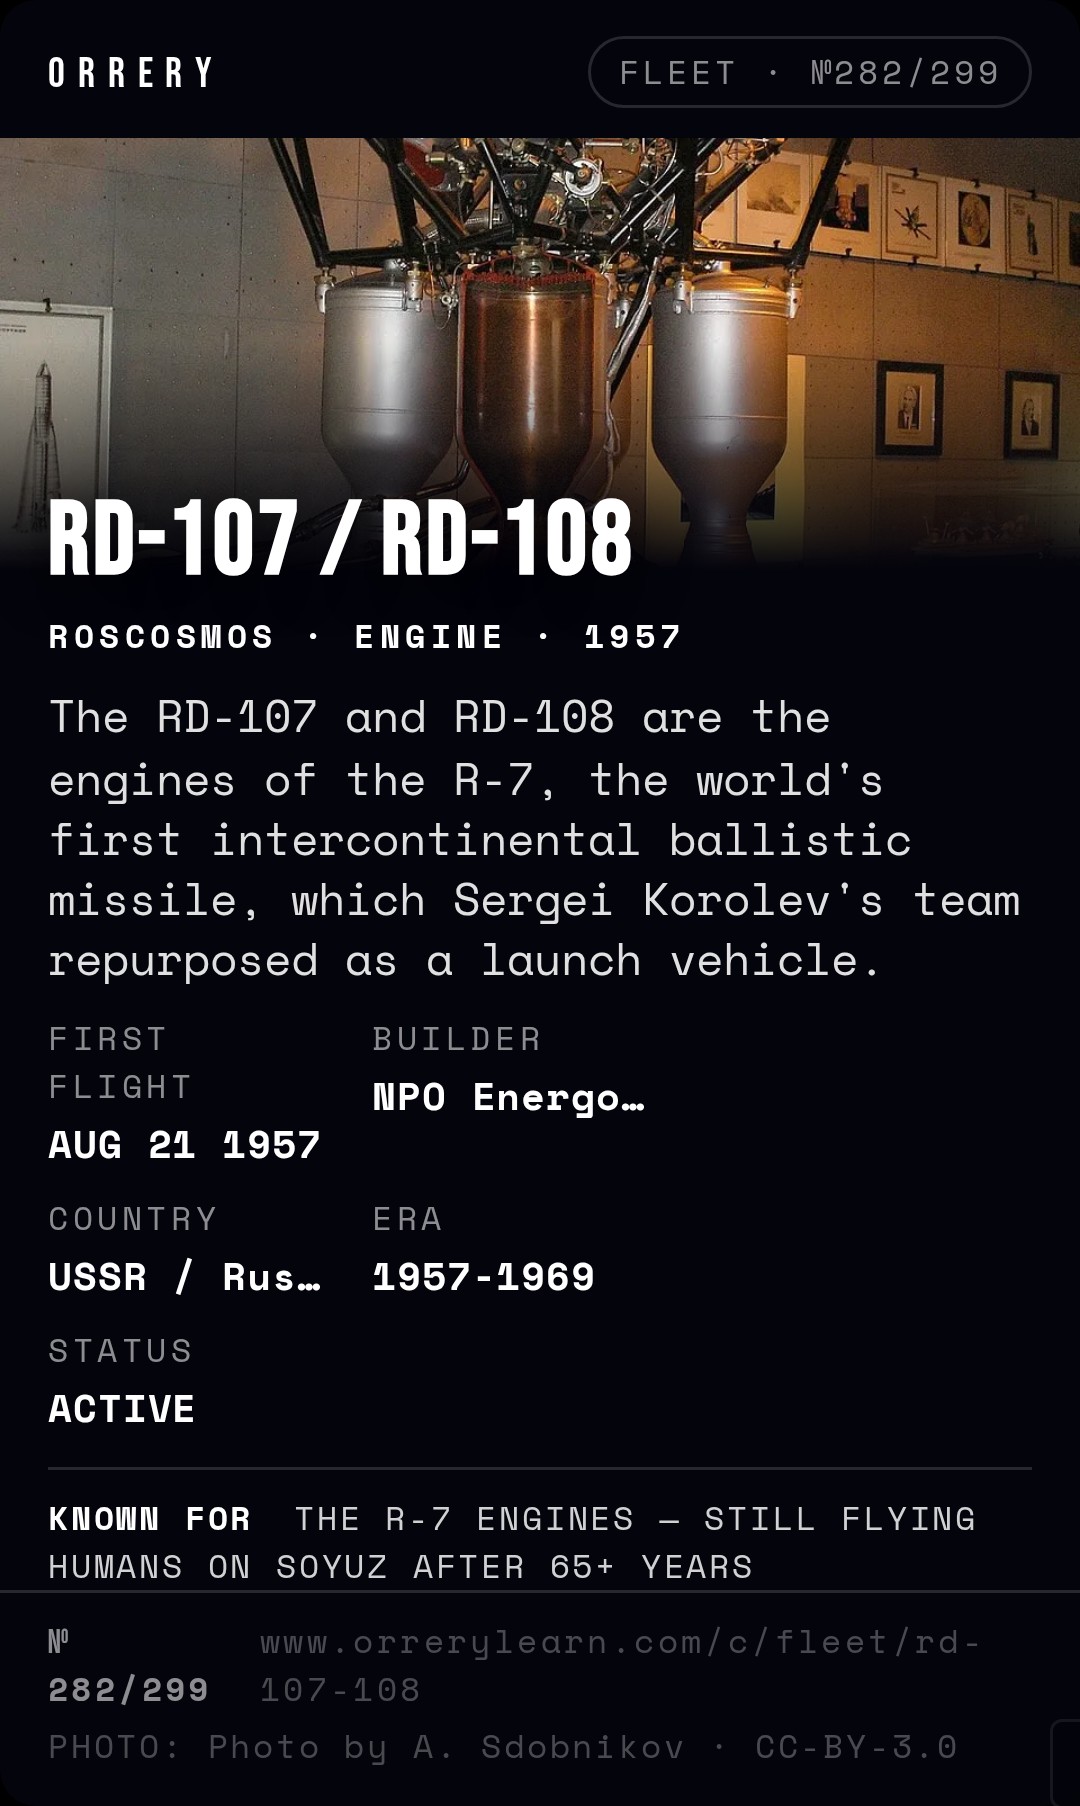 ORRERY
FLEET · №282/299
RD-107 / RD-108
ROSCOSMOS · ENGINE · 1957
The RD-107 and RD-108 are the
engines of the R-7, the world's
first intercontinental ballistic
missile, which Sergei Korolev's team
repurposed as a launch vehicle.
FIRST
FLIGHT
AUG 21 1957
BUILDER
NPO Energo…
COUNTRY
USSR / Rus…
ERA
1957-1969
STATUS
ACTIVE
KNOWN FOR THE R-7 ENGINES — STILL FLYING
HUMANS ON SOYUZ AFTER 65+ YEARS
№
282/299
www.orrerylearn.com/c/fleet/rd-
107-108
PHOTO: Photo by A. Sdobnikov · CC-BY-3.0